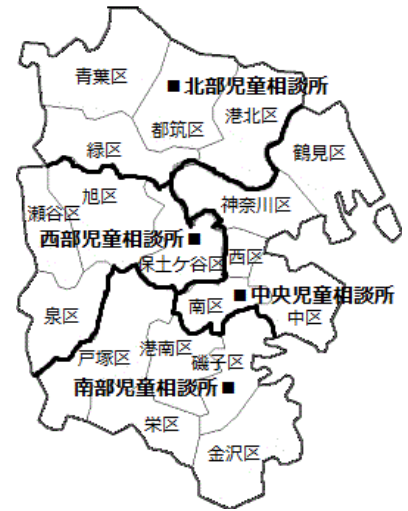 青葉区
■北部児童相談所
都筑区
港北区
緑区
鶴見区
旭区
神奈川区
瀬谷区
西部児童相談所■
西区
保土ケ谷区
南区
■中央児童相談所
中区
泉区
戸塚区
港南区
磯子区
南部児童相談所■
栄区
金沢区